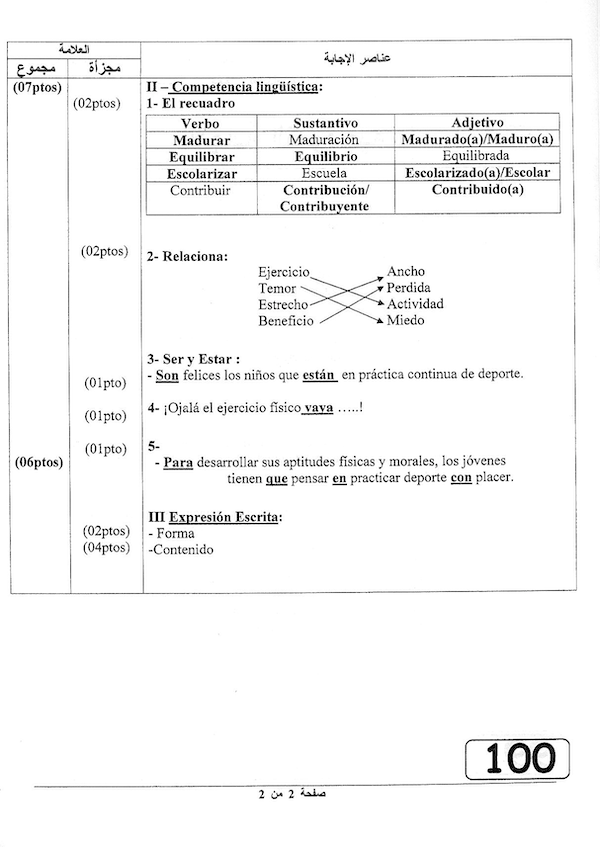 العلامة
عناصر الإجابة
مجموع
مجزأة
(07ptos)
II – Competencia lingüística:
(02ptos)
1- El recuadro
Verbo Sustantivo Adjetivo
Madurar Maduración Madurado(a)/Maduro(a)
Equilibrar Equilibrio Equilibrada
Escolarizar Escuela Escolarizado(a)/Escolar
Contribuir Contribución/ Contribuido(a)
Contribuyente
(02ptos)
2- Relaciona:
Ejercicio Ancho
Temor Perdida
Estrecho Actividad
Beneficio Miedo
3- Ser y Estar :
(01pto)
- Son felices los niños que están en práctica continua de deporte.
(01pto)
4- ¡Ojalá el ejercicio físico vaya …..!
(01pto)
5-
(06ptos)
- Para desarrollar sus aptitudes físicas y morales, los jóvenes
tienen que pensar en practicar deporte con placer.
III Expresión Escrita:
(02ptos)
- Forma
(04ptos)
-Contenido
100
صفحة 2 من 2